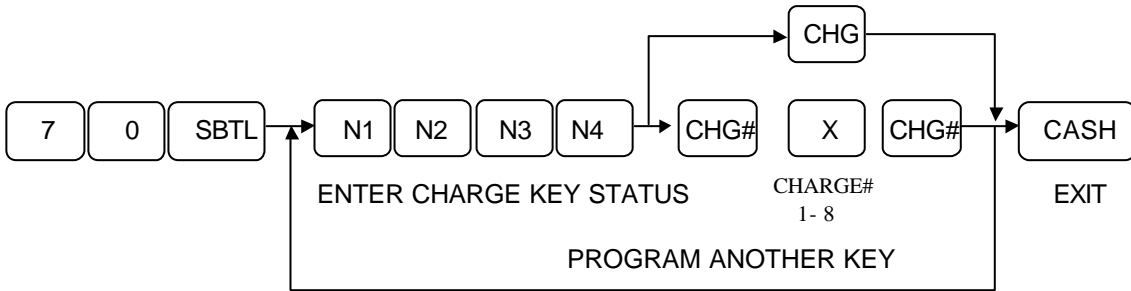 CHG
7 0 SBTL N1 N2 N3 N4 CHG# X CHG# CASH
ENTER CHARGE KEY STATUS CHARGE# EXIT
1- 8
PROGRAM ANOTHER KEY